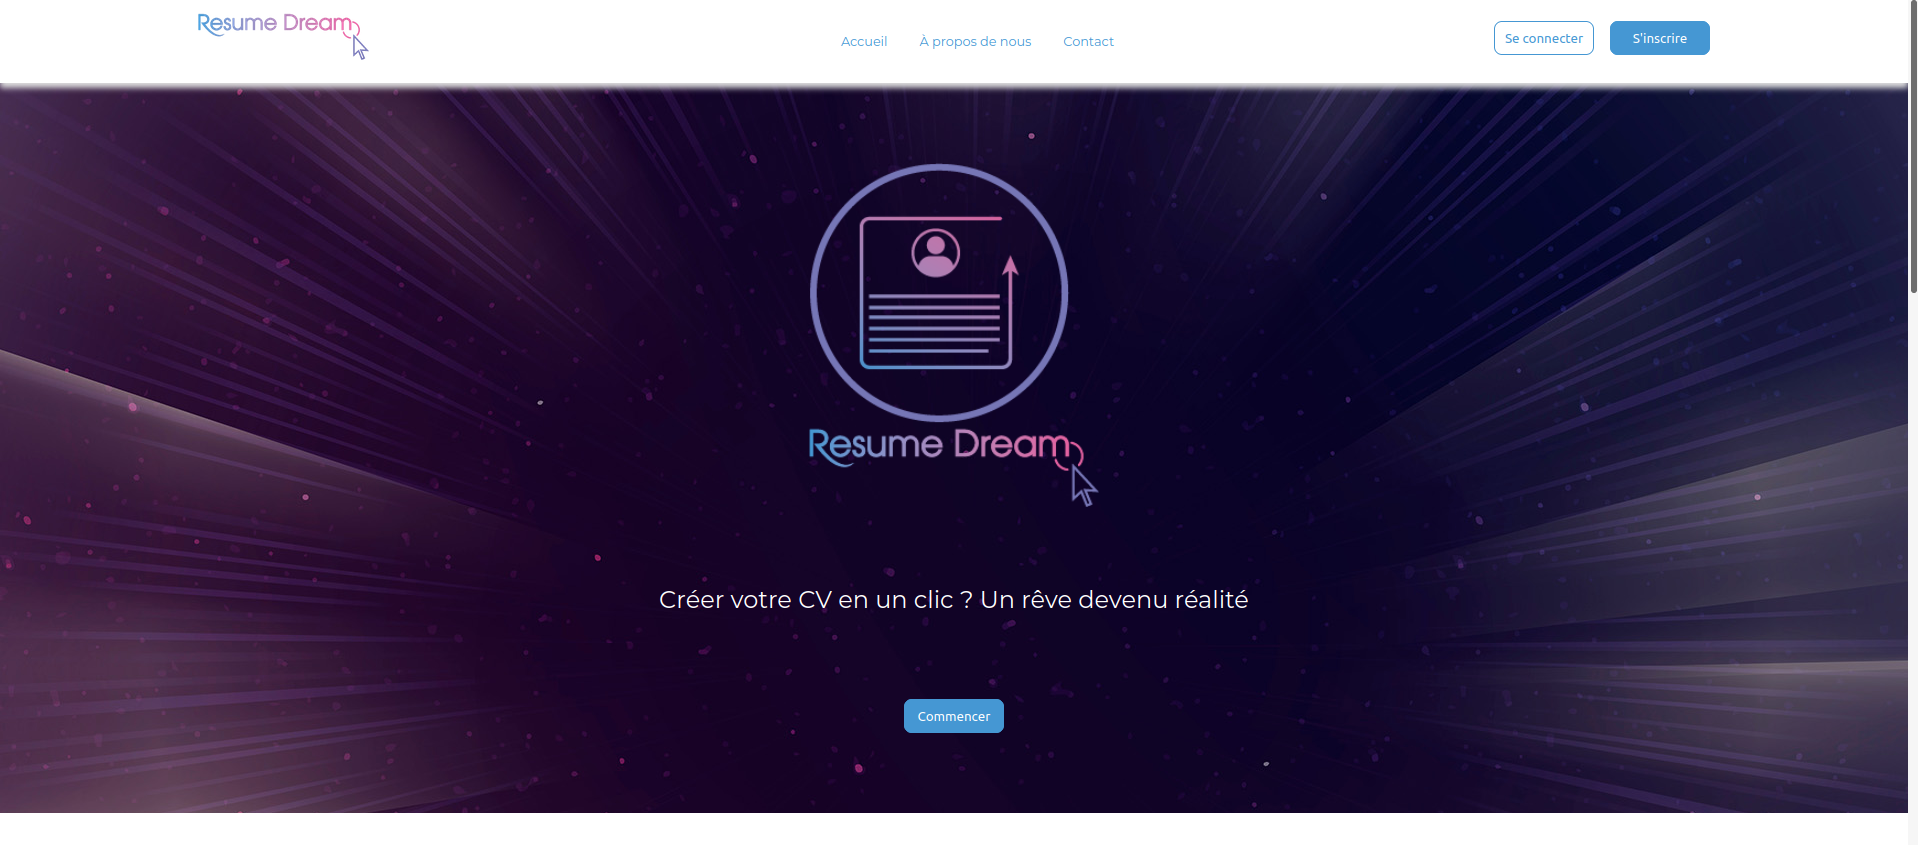 Resume Dream
Accueil
À propos de nous
Contact
Se connecter
S'inscrire
Resume Dream
Créer votre CV en un clic ? Un rêve devenu réalité
Commencer